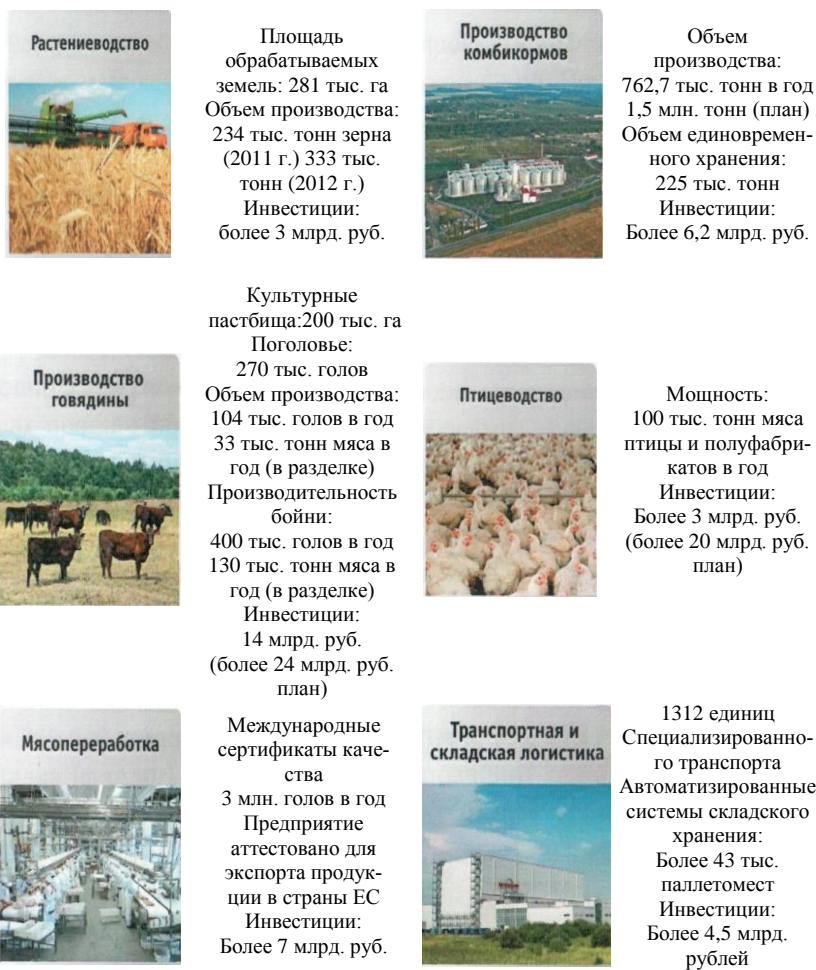 Растениеводство
Площадь
обрабатываемых
земель: 281 тыс. га
Объем производства:
234 тыс. тонн зерна
(2011 г.) 333 тыс.
тонн (2012 г.)
Инвестиции:
более 3 млрд. руб.
Производство
комбикормов
Объем
производства:
762,7 тыс. тонн в год
1,5 млн. тонн (план)
Объем единовремен-
ного хранения:
225 тыс. тонн
Инвестиции:
Более 6,2 млрд. руб.
Производство
говядины
Культурные
пастбища:200 тыс. га
Поголовье:
270 тыс. голов
Объем производства:
104 тыс. голов в год
33 тыс. тонн мяса в
год (в разделке)
Производительность
бойни:
400 тыс. голов в год
130 тыс. тонн мяса в
год (в разделке)
Инвестиции:
14 млрд. руб.
(более 24 млрд. руб.
план)
Птицеводство
Мощность:
100 тыс. тонн мяса
птицы и полуфабри-
катов в год
Инвестиции:
Более 3 млрд. руб.
(более 20 млрд. руб.
план)
Мясопереработка
Международные
сертификаты каче-
ства
3 млн. голов в год
Предприятие
аттестовано для
экспорта продук-
ции в страны ЕС
Инвестиции:
Более 7 млрд. руб.
Транспортная и
складская логистика
1312 единиц
Специализированно-
го транспорта
Автоматизированные
системы складского
хранения:
Более 43 тыс.
паллетомест
Инвестиции:
Более 4,5 млрд.
рублей